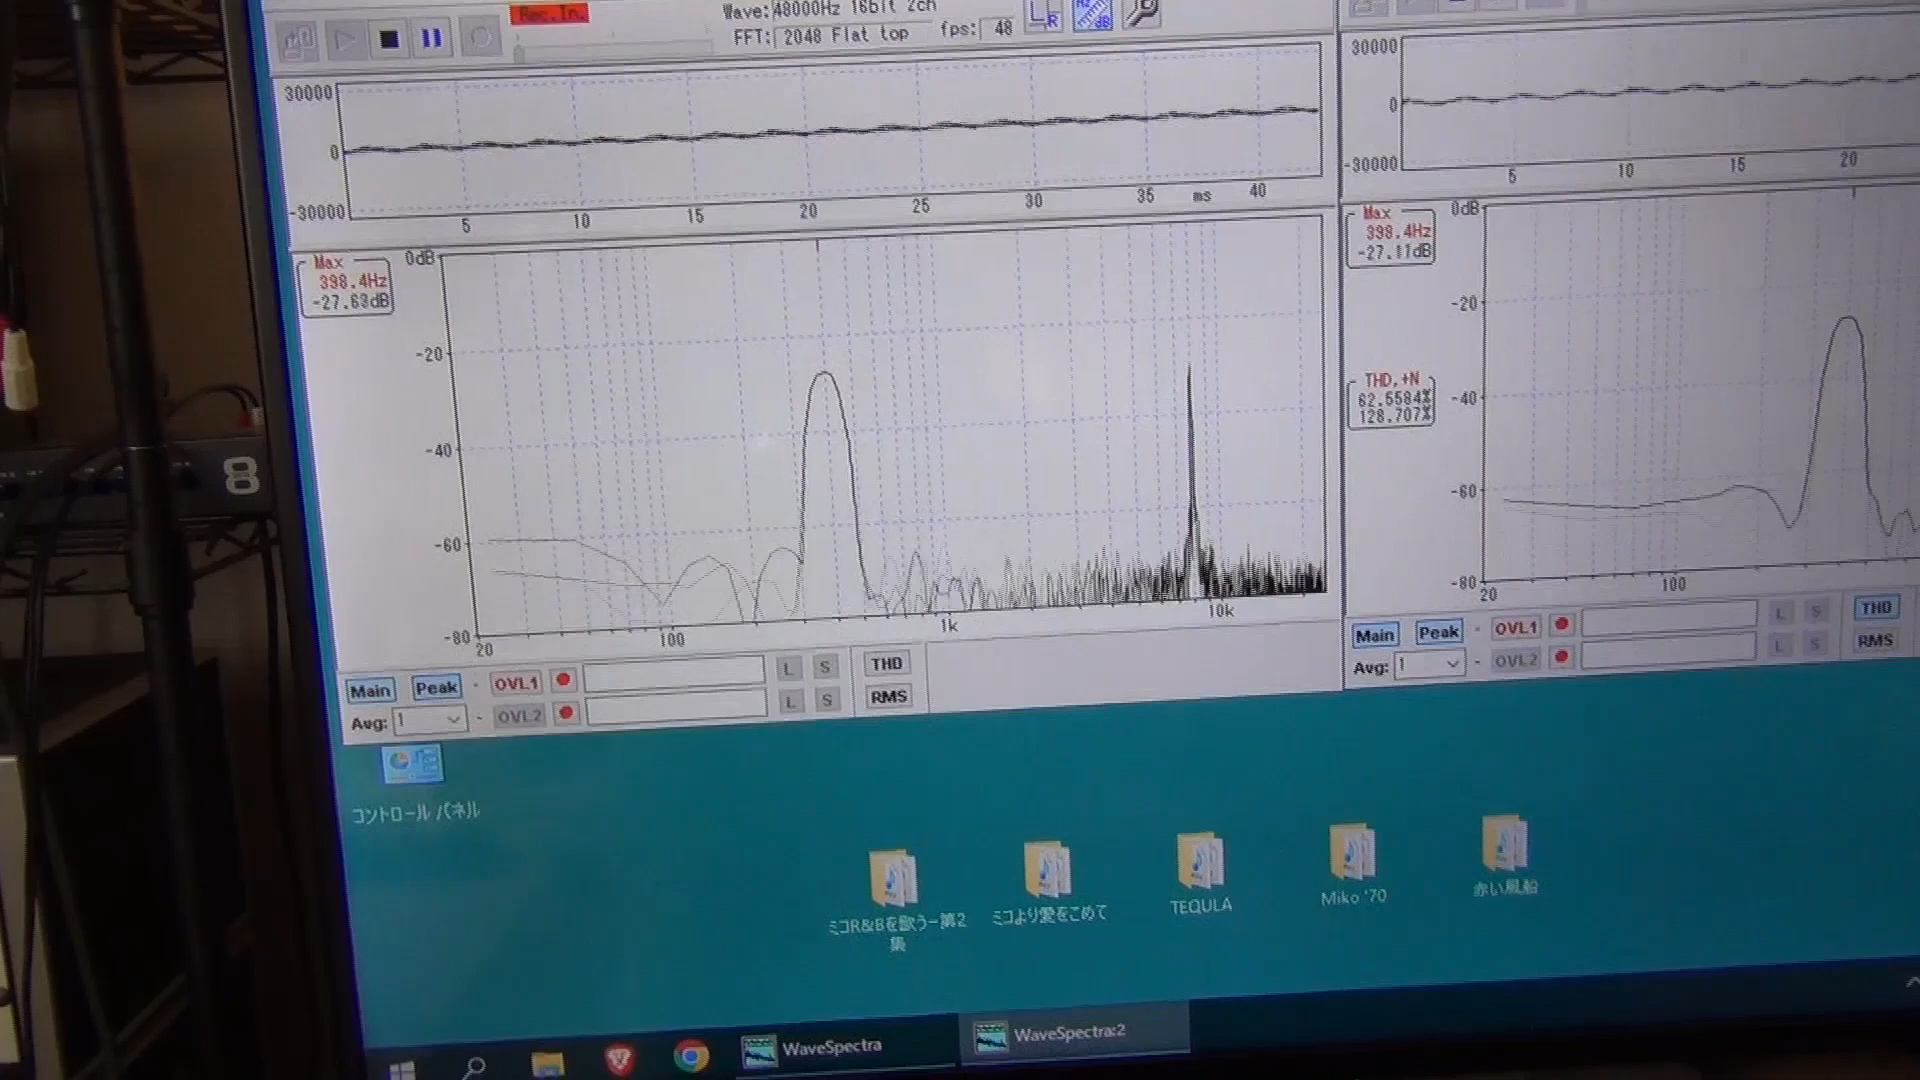 Rec.In.
Wave: 48000Hz 16bit 2ch
FFT: 2048 Flat top
fps: 48
L
R
Hz
dB
30000
0
-30000
5
10
15
20
25
30
35
ms
40
Max
398.4Hz
-27.63dB
0dB
-20
-40
-60
-80
20
100
1k
10k
Main
Peak
-
OVL1
L
S
THD
Avg: 1
-
OVL2
L
S
RMS
30000
0
-30000
5
10
15
20
Max
398.4Hz
-27.11dB
THD,+N
62.5584%
128.707%
0dB
-20
-40
-60
-80
20
100
Main
Peak
-
OVL1
L
S
THD
Avg: 1
-
OVL2
L
S
RMS
8
コントロール パネル
ミコR&Bを歌う－第2
集
ミコより愛をこめて
TEQULA
Miko '70
赤い風船
WaveSpectra
WaveSpectra:2